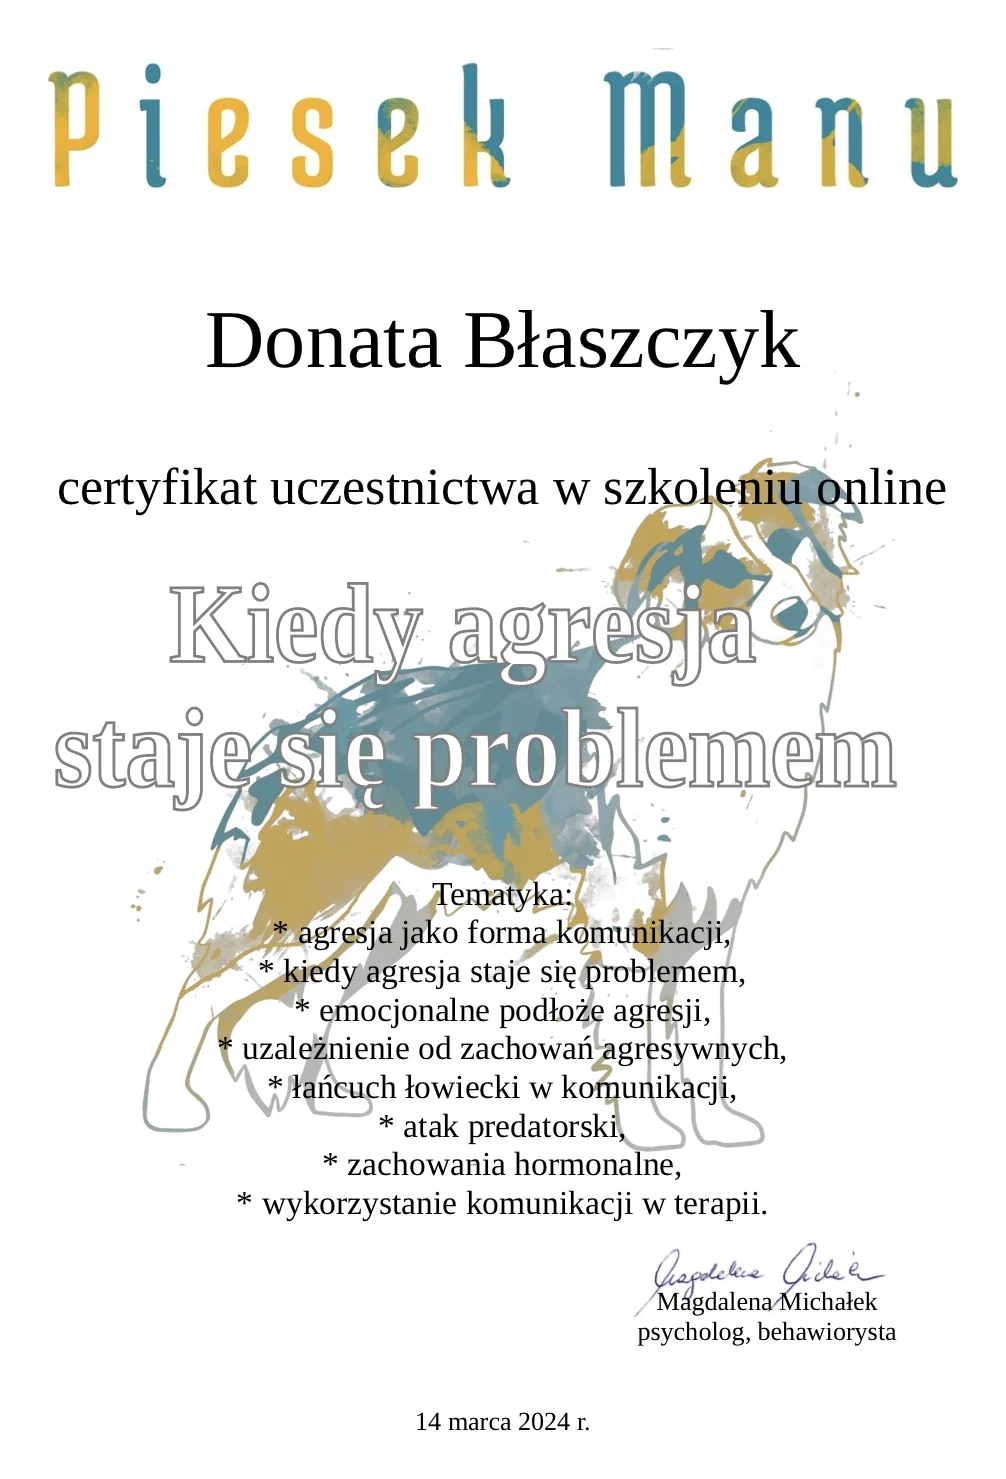 Piesek Manu
Donata Błaszczyk
certyfikat uczestnictwa w szkoleniu online
Kiedy agresja
staje się problemem
Tematyka:
* agresja jako forma komunikacji,
* kiedy agresja staje się problemem,
* emocjonalne podłoże agresji,
* uzależnienie od zachowań agresywnych,
* łańcuch łowiecki w komunikacji,
* atak predatorski,
* zachowania hormonalne,
* wykorzystanie komunikacji w terapii.
Magdalena Michałek
psycholog, behawiorysta
14 marca 2024 r.